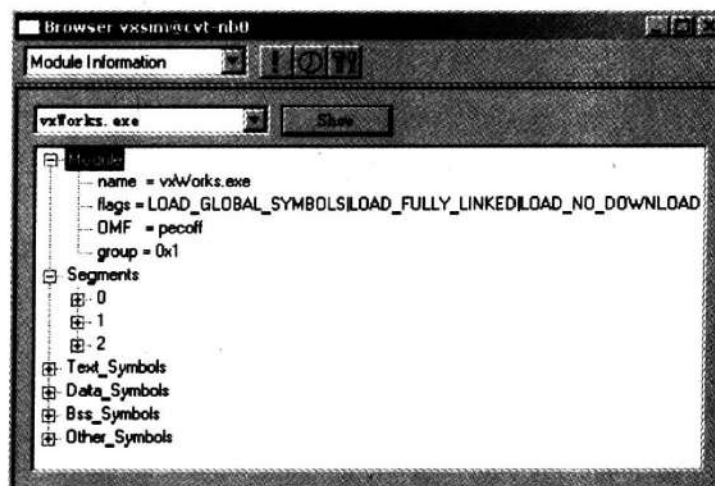 Browser vxsim@cvt-nb0
Module Information
vxWorks.exe
Show
Module
name = vxWorks.exe
flags = LOAD_GLOBAL_SYMBOLS|LOAD_FULLY_LINKED|LOAD_NO_DOWNLOAD
OMF = pecoff
group = 0x1
Segments
0
1
2
Text_Symbols
Data_Symbols
Bss_Symbols
Other_Symbols